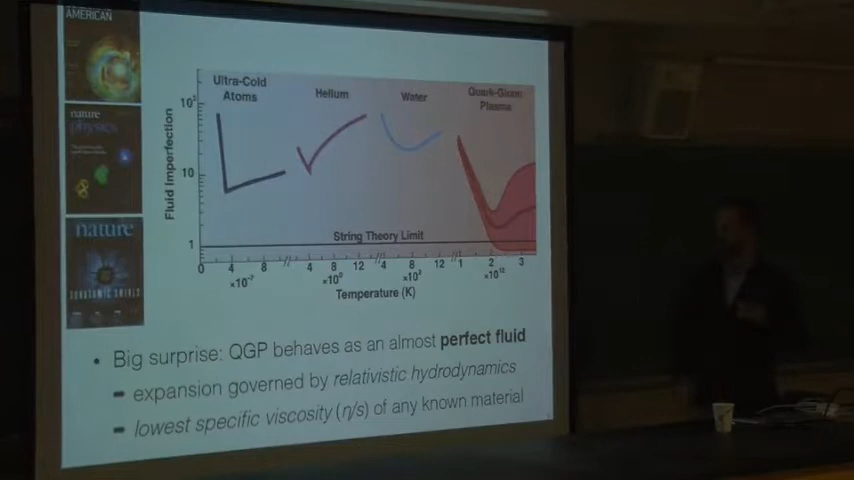 AMERICAN
nature
physics
nature
SUBATOMIC SWIRLS
Ultra-Cold
Atoms
Helium
Water
Quark-Gluon
Plasma
Fluid Imperfection
10²
10
1
String Theory Limit
0 4 8 // 4 8 12 // 4 8 12 // 1 2 3
×10⁰ ×10² ×10¹²
Temperature (K)
• Big surprise: QGP behaves as an almost perfect fluid
– expansion governed by relativistic hydrodynamics
– lowest specific viscosity (η/s) of any known material